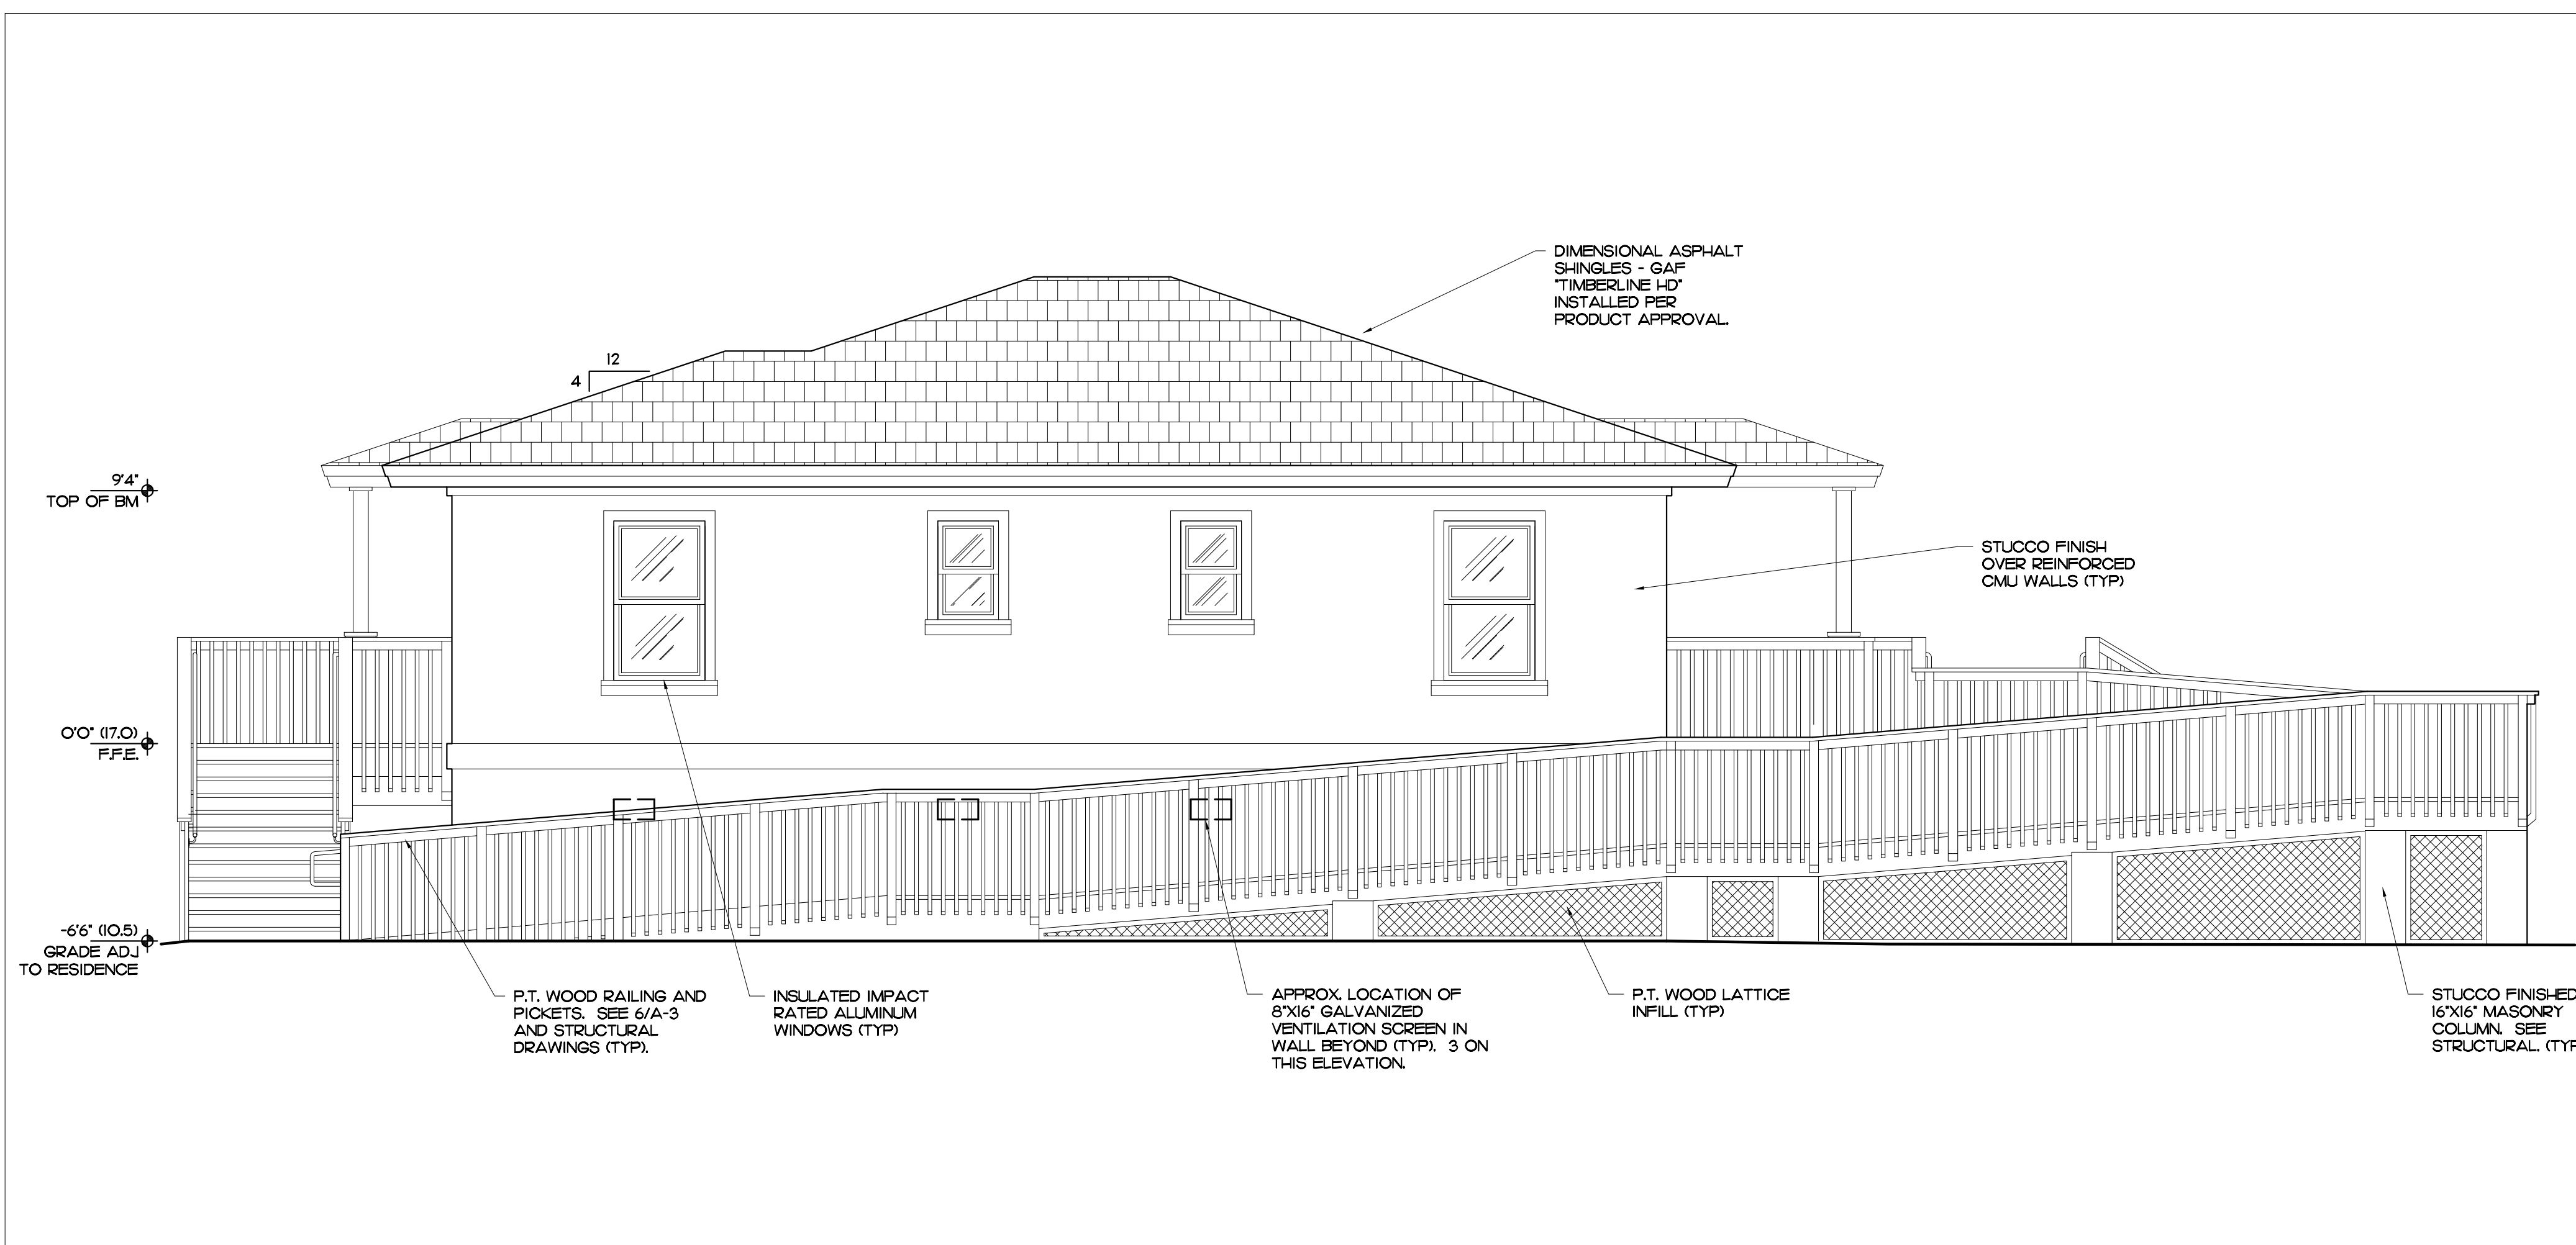 DIMENSIONAL ASPHALT
SHINGLES - GAF
"TIMBERLINE HD"
INSTALLED PER
PRODUCT APPROVAL.
12
4
9'4"
TOP OF BM
STUCCO FINISH
OVER REINFORCED
CMU WALLS (TYP)
0'0" (17.0)
F.F.E.
-6'6" (10.5)
GRADE ADJ
TO RESIDENCE
P.T. WOOD RAILING AND
PICKETS. SEE 6/A-3
AND STRUCTURAL
DRAWINGS (TYP).
INSULATED IMPACT
RATED ALUMINUM
WINDOWS (TYP)
APPROX. LOCATION OF
8"X16" GALVANIZED
VENTILATION SCREEN IN
WALL BEYOND (TYP). 3 ON
THIS ELEVATION.
P.T. WOOD LATTICE
INFILL (TYP)
STUCCO FINISHED
16"X16" MASONRY
COLUMN. SEE
STRUCTURAL. (TYP